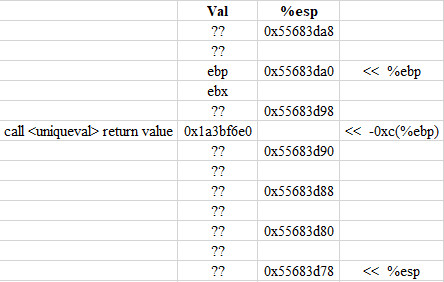 Val %esp
?? 0x55683da8
??
ebp 0x55683da0 << %ebp
ebx
?? 0x55683d98
call <uniqueval> return value 0x1a3bf6e0 << -0xc(%ebp)
?? 0x55683d90
??
?? 0x55683d88
??
?? 0x55683d80
??
?? 0x55683d78 << %esp